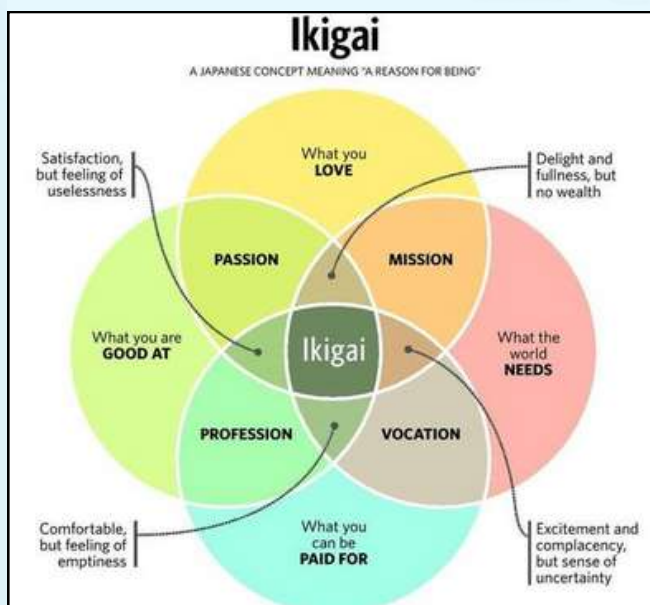 Ikigai
A JAPANESE CONCEPT MEANING "A REASON FOR BEING"
Satisfaction,
but feeling of
uselessness
What you
LOVE
Delight and
fullness, but
no wealth
PASSION
MISSION
What you are
GOOD AT
Ikigai
What the
world
NEEDS
PROFESSION
VOCATION
Comfortable,
but feeling of
emptiness
What you
can be
PAID FOR
Excitement and
complacency,
but sense of
uncertainty